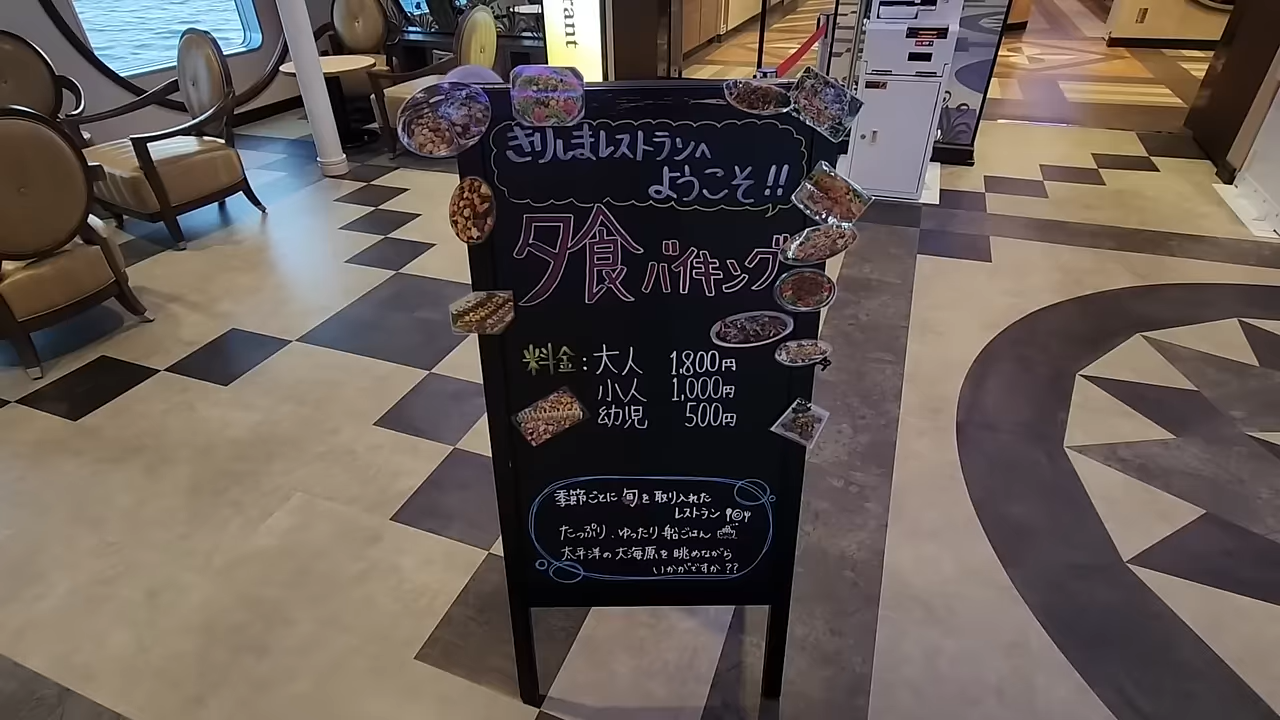 rant
きりしまレストランへ
ようこそ!!
夕食バイキング
料金:大人 1,800円
小人 1,000円
幼児 500円
季節ごとに旬を取り入れた
レストラン
たっぷり、ゆったり船ごはん
太平洋の大海原を眺めながら
いかがですか??